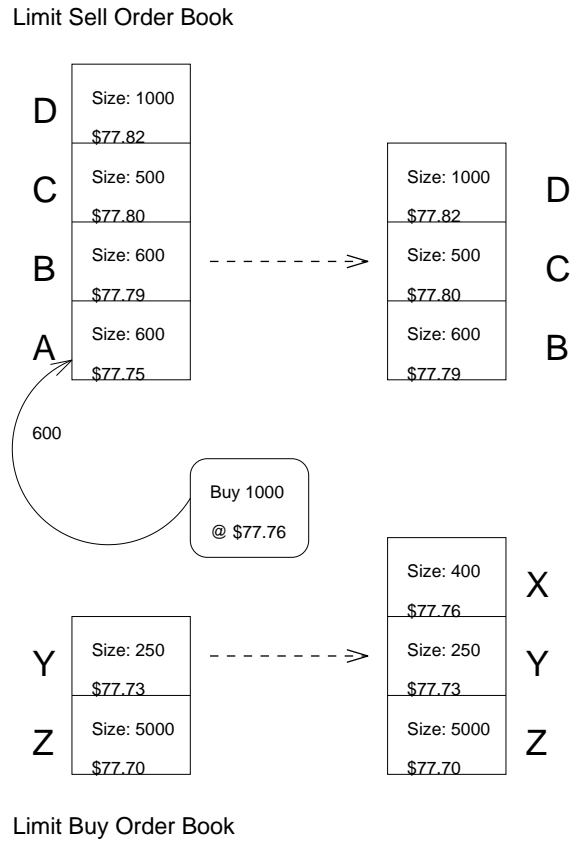 Limit Sell Order Book
D
Size: 1000
$77.82
C
Size: 500
$77.80
B
Size: 600
$77.79
A
Size: 600
$77.75
Size: 1000
$77.82
D
Size: 500
$77.80
C
Size: 600
$77.79
B
600
Buy 1000
@ $77.76
Y
Size: 250
$77.73
Z
Size: 5000
$77.70
Size: 400
$77.76
X
Size: 250
$77.73
Y
Size: 5000
$77.70
Z
Limit Buy Order Book